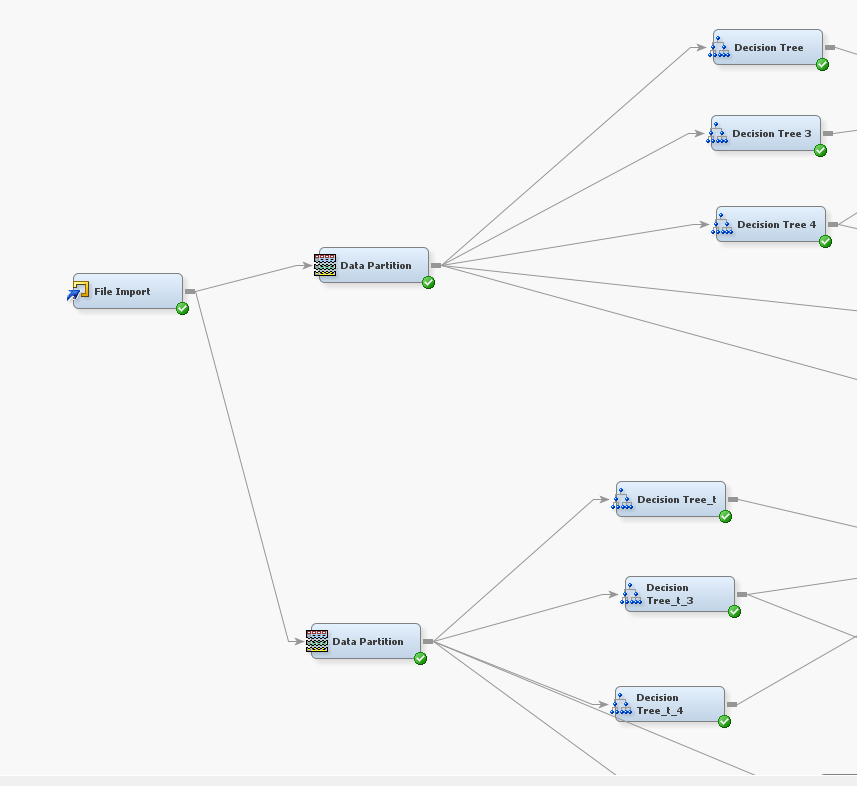 Decision Tree
Decision Tree 3
Decision Tree 4
Data Partition
File Import
Decision Tree_t
Decision
Tree_t_3
Data Partition
Decision
Tree_t_4